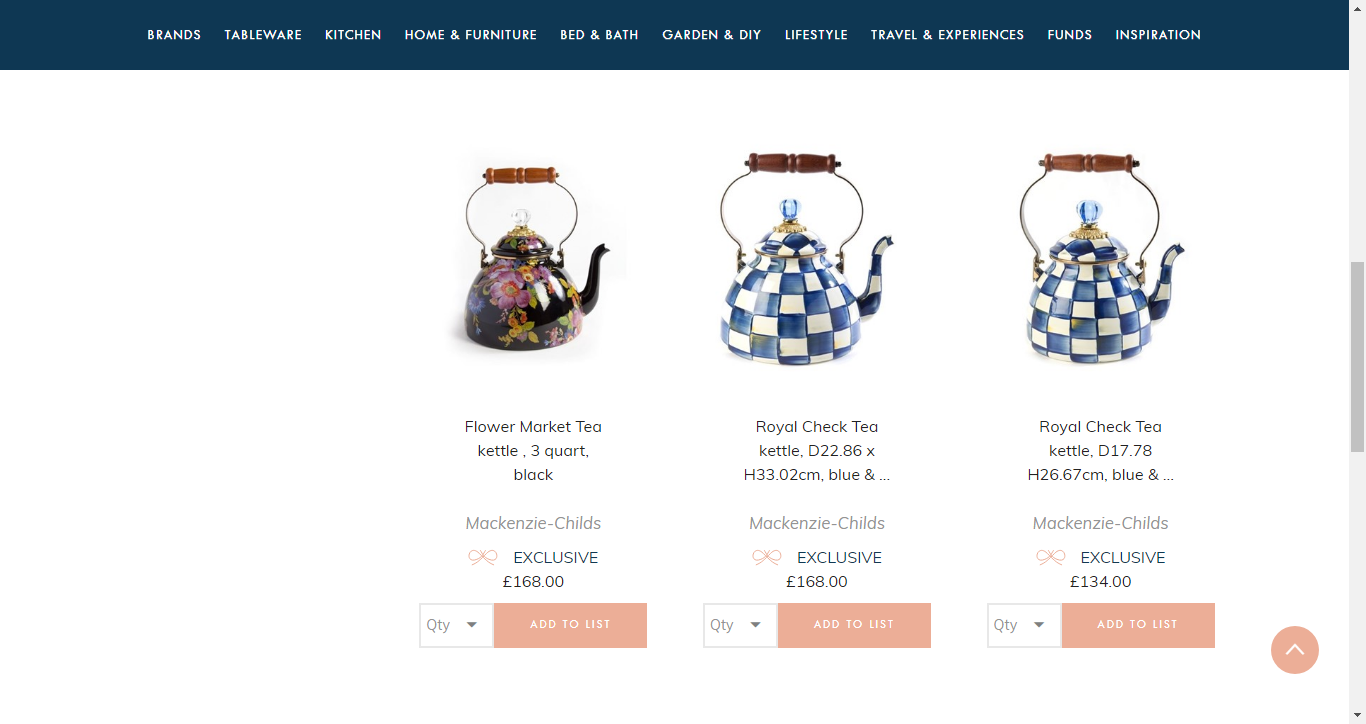 BRANDS TABLEWARE KITCHEN HOME & FURNITURE BED & BATH GARDEN & DIY LIFESTYLE TRAVEL & EXPERIENCES FUNDS INSPIRATION
Flower Market Tea
kettle , 3 quart,
black
Mackenzie-Childs
EXCLUSIVE
£168.00
Qty ADD TO LIST
Royal Check Tea
kettle, D22.86 x
H33.02cm, blue & ...
Mackenzie-Childs
EXCLUSIVE
£168.00
Qty ADD TO LIST
Royal Check Tea
kettle, D17.78
H26.67cm, blue & ...
Mackenzie-Childs
EXCLUSIVE
£134.00
Qty ADD TO LIST